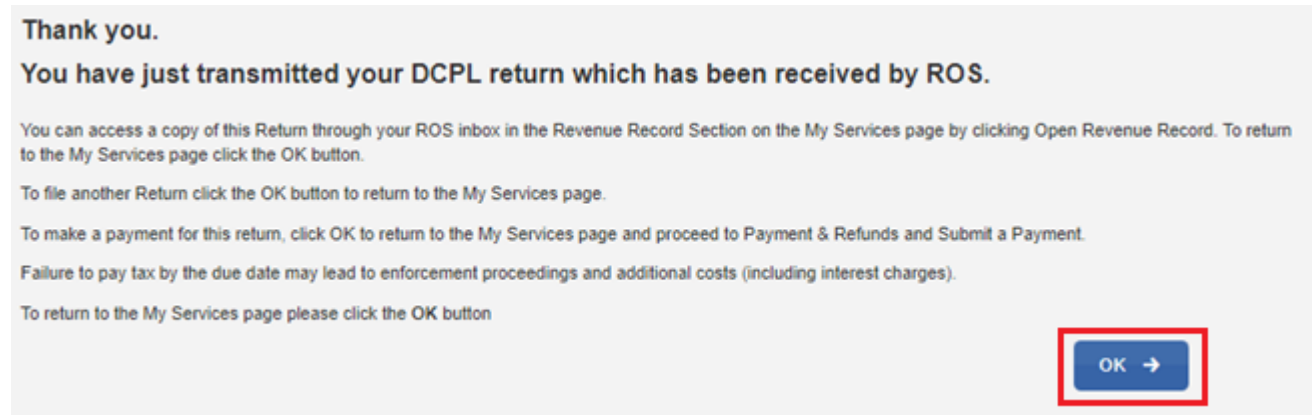 Thank you.
You have just transmitted your DCPL return which has been received by ROS.
You can access a copy of this Return through your ROS inbox in the Revenue Record Section on the My Services page by clicking Open Revenue Record. To return
to the My Services page click the OK button.
To file another Return click the OK button to return to the My Services page.
To make a payment for this return, click OK to return to the My Services page and proceed to Payment & Refunds and Submit a Payment.
Failure to pay tax by the due date may lead to enforcement proceedings and additional costs (including interest charges).
To return to the My Services page please click the OK button
OK →